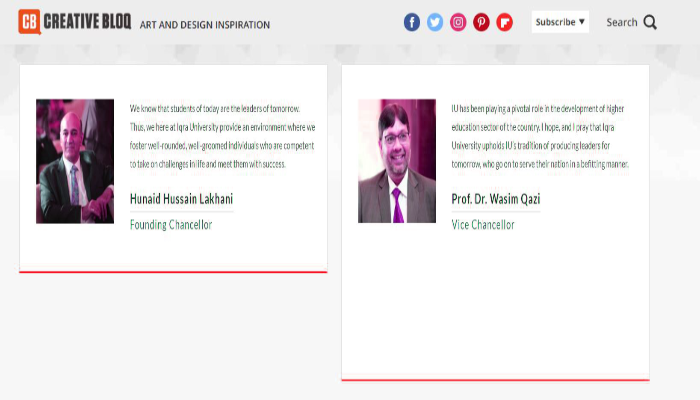 CB CREATIVE BLOQ ART AND DESIGN INSPIRATION Subscribe ▼ Search
We know that students of today are the leaders of tomorrow.
Thus, we here at Iqra University provide an environment where we
foster well-rounded, well-groomed individuals who are competent
to take on challenges in life and meet them with success.
Hunaid Hussain Lakhani
Founding Chancellor
IU has been playing a pivotal role in the development of higher
education sector of the country. I hope, and I pray that Iqra
University upholds IU's tradition of producing leaders for
tomorrow, who go on to serve their nation in a befitting manner.
Prof. Dr. Wasim Qazi
Vice Chancellor